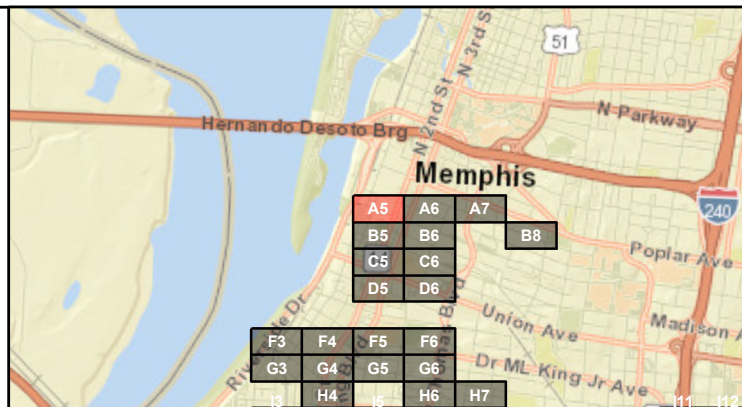 51
N 3rd St
N 2nd St
N Parkway
Hernando Desoto Brg
Memphis
240
A5 A6 A7
B5 B6 B8
C5 C6
D5 D6
Poplar Ave
Riverside Dr
Union Ave
Madison
F3 F4 F5 F6
G3 G4 G5 G6
Dr ML King Jr Ave
H4 H6 H7
I3 I5 I11 I12